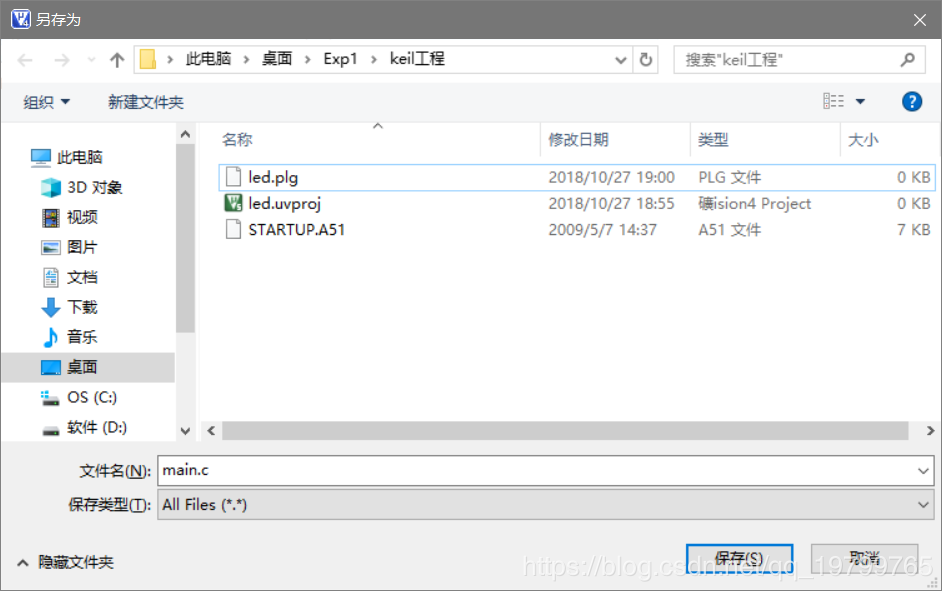 另存为
此电脑 › 桌面 › Exp1 › keil工程
搜索"keil工程"
组织 新建文件夹
名称 修改日期 类型 大小
led.plg 2018/10/27 19:00 PLG 文件 0 KB
led.uvproj 2018/10/27 18:55 礦ision4 Project 0 KB
STARTUP.A51 2009/5/7 14:37 A51 文件 7 KB
此电脑
3D 对象
视频
图片
文档
下载
音乐
桌面
OS (C:)
软件 (D:)
文件名(N): main.c
保存类型(T): All Files (*.*)
隐藏文件夹
保存(S) 取消
https://blog.csdn.net/qq_19799765